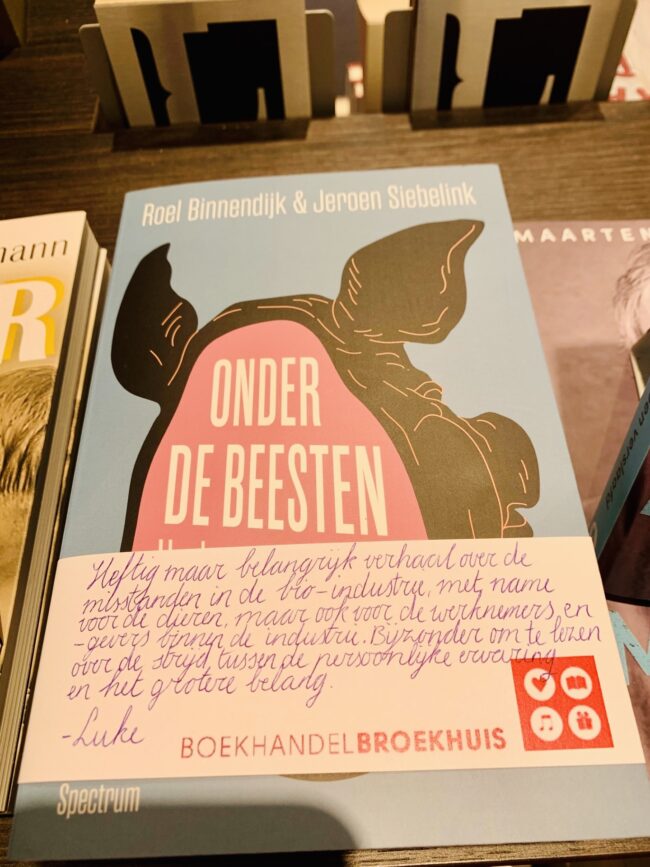 mann
R
Roel Binnendijk & Jeroen Siebelink
MAARTEN
ONDER
DE BEESTEN
Heftig maar belangrijk verhaal over de
misstanden in de bio-industrie, met name
voor de dieren, maar ook voor de werknemers en
-gevers binnen de industrie. Bijzonder om te lezen
over de strijd tussen de persoonlijke ervaring
en het grotere belang.
-Luke
BOEKHANDELBROEKHUIS
Spectrum